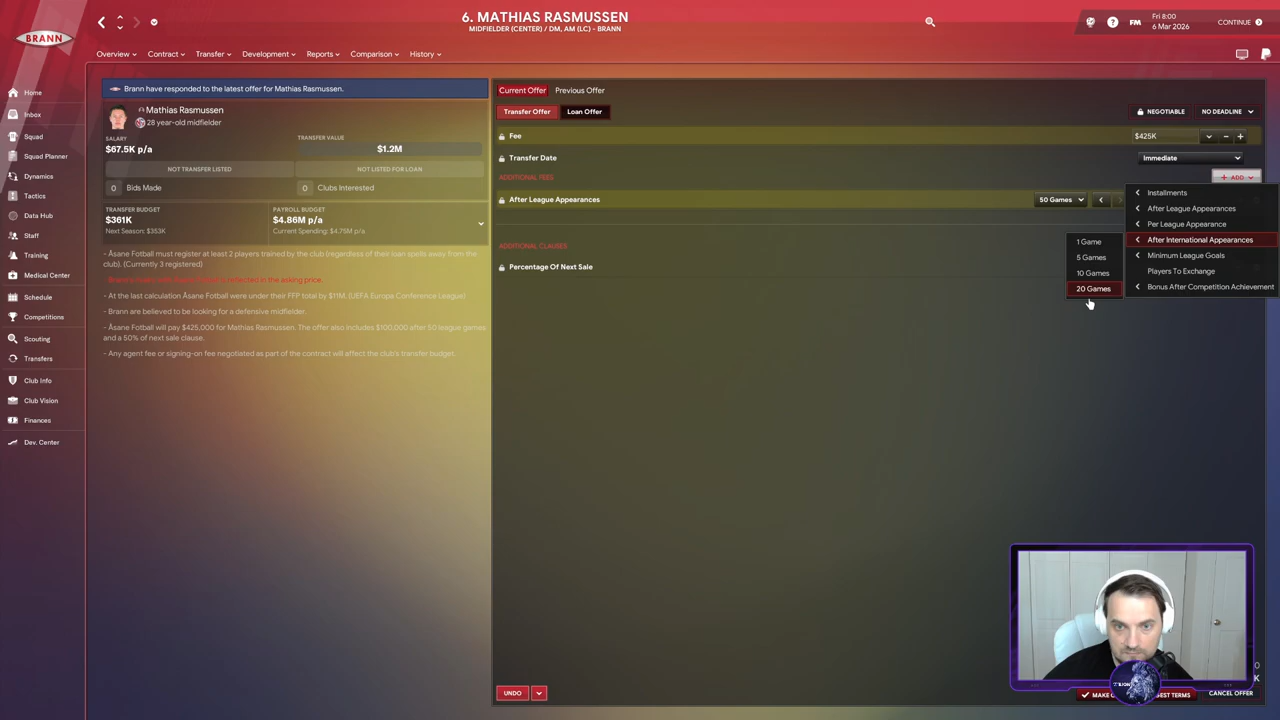 6. MATHIAS RASMUSSEN
MIDFIELDER (CENTER) / DM, AM (LC) - BRANN
FM
Fri 8:00
6 Mar 2026
CONTINUE
BRANN
Overview
Contract
Transfer
Development
Reports
Comparison
History
Home
Inbox
Squad
Squad Planner
Dynamics
Tactics
Data Hub
Staff
Training
Medical Center
Schedule
Competitions
Scouting
Transfers
Club Info
Club Vision
Finances
Dev. Center
Brann have responded to the latest offer for Mathias Rasmussen.
Mathias Rasmussen
28 year-old midfielder
SALARY
$67.5K p/a
TRANSFER VALUE
$1.2M
NOT TRANSFER LISTED
NOT LISTED FOR LOAN
0 Bids Made
0 Clubs Interested
TRANSFER BUDGET
$361K
Next Season: $353K
PAYROLL BUDGET
$4.86M p/a
Current Spending: $4.75M p/a
- Åsane Fotball must register at least 2 players trained by the club (regardless of their loan spells away from the
club). (Currently 3 registered)
- At the last calculation Åsane Fotball were under their FFP total by $11M. (UEFA Europa Conference League)
- Brann are believed to be looking for a defensive midfielder.
- Åsane Fotball will pay $425,000 for Mathias Rasmussen. The offer also includes $100,000 after 50 league games
and a 50% of next sale clause.
- Any agent fee or signing-on fee negotiated as part of the contract will affect the club's transfer budget.
Current Offer
Previous Offer
Transfer Offer
Loan Offer
NEGOTIABLE
NO DEADLINE
Fee
$425K
Transfer Date
Immediate
ADDITIONAL FEES
+ ADD
After League Appearances
50 Games
ADDITIONAL CLAUSES
Percentage Of Next Sale
Installments
After League Appearances
Per League Appearance
After International Appearances
Minimum League Goals
Players To Exchange
Bonus After Competition Achievement
1 Game
5 Games
10 Games
20 Games
UNDO
MAKE
TERMS
CANCEL OFFER